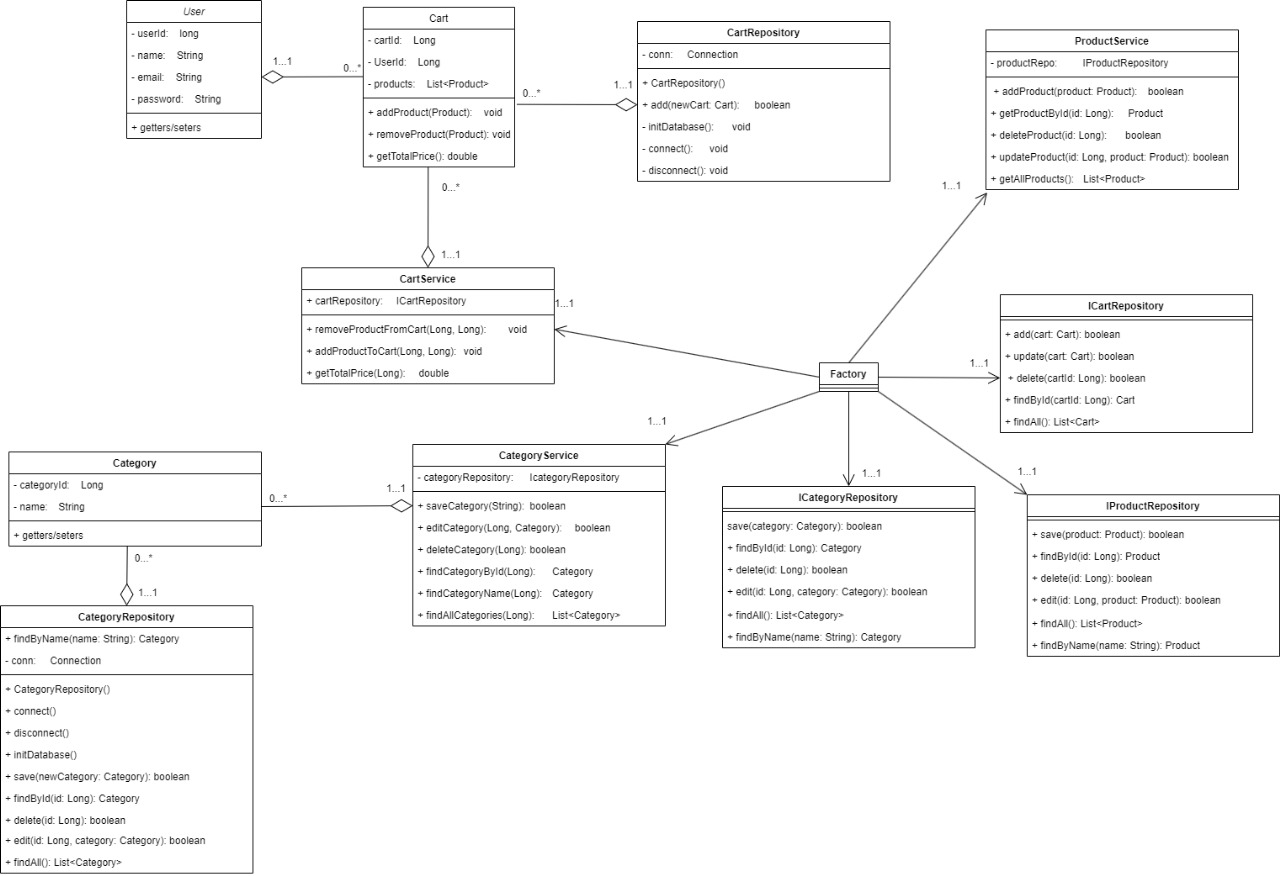 User
- userId: long
- name: String
- email: String
- password: String
+ getters/seters
1...1
0...*
Cart
- cartId: Long
- UserId: Long
- products: List<Product>
+ addProduct(Product): void
+ removeProduct(Product): void
+ getTotalPrice(): double
0...*
1...1
CartRepository
- conn: Connection
+ CartRepository()
+ add(newCart: Cart): boolean
- initDatabase(): void
- connect(): void
- disconnect(): void
ProductService
- productRepo: IProductRepository
+ addProduct(product: Product): boolean
+ getProductById(id: Long): Product
+ deleteProduct(id: Long): boolean
+ updateProduct(id: Long, product: Product): boolean
+ getAllProducts(): List<Product>
1...1
0...*
1...1
CartService
+ cartRepository: ICartRepository
+ removeProductFromCart(Long, Long): void
+ addProductToCart(Long, Long): void
+ getTotalPrice(Long): double
1...1
Factory
1...1
ICartRepository
+ add(cart: Cart): boolean
+ update(cart: Cart): boolean
+ delete(cartId: Long): boolean
+ findById(cartId: Long): Cart
+ findAll(): List<Cart>
1...1
Category
- categoryId: Long
- name: String
+ getters/seters
0...*
1...1
CategoryService
- categoryRepository: IcategoryRepository
+ saveCategory(String): boolean
+ editCategory(Long, Category): boolean
+ deleteCategory(Long): boolean
+ findCategoryById(Long): Category
+ findCategoryName(Long): Category
+ findAllCategories(Long): List<Category>
1...1
ICategoryRepository
save(category: Category): boolean
+ findById(id: Long): Category
+ delete(id: Long): boolean
+ edit(id: Long, category: Category): boolean
+ findAll(): List<Category>
+ findByName(name: String): Category
1...1
IProductRepository
+ save(product: Product): boolean
+ findById(id: Long): Product
+ delete(id: Long): boolean
+ edit(id: Long, product: Product): boolean
+ findAll(): List<Product>
+ findByName(name: String): Product
0...*
1...1
CategoryRepository
+ findByName(name: String): Category
- conn: Connection
+ CategoryRepository()
+ connect()
+ disconnect()
+ initDatabase()
+ save(newCategory: Category): boolean
+ findById(id: Long): Category
+ delete(id: Long): boolean
+ edit(id: Long, category: Category): boolean
+ findAll(): List<Category>